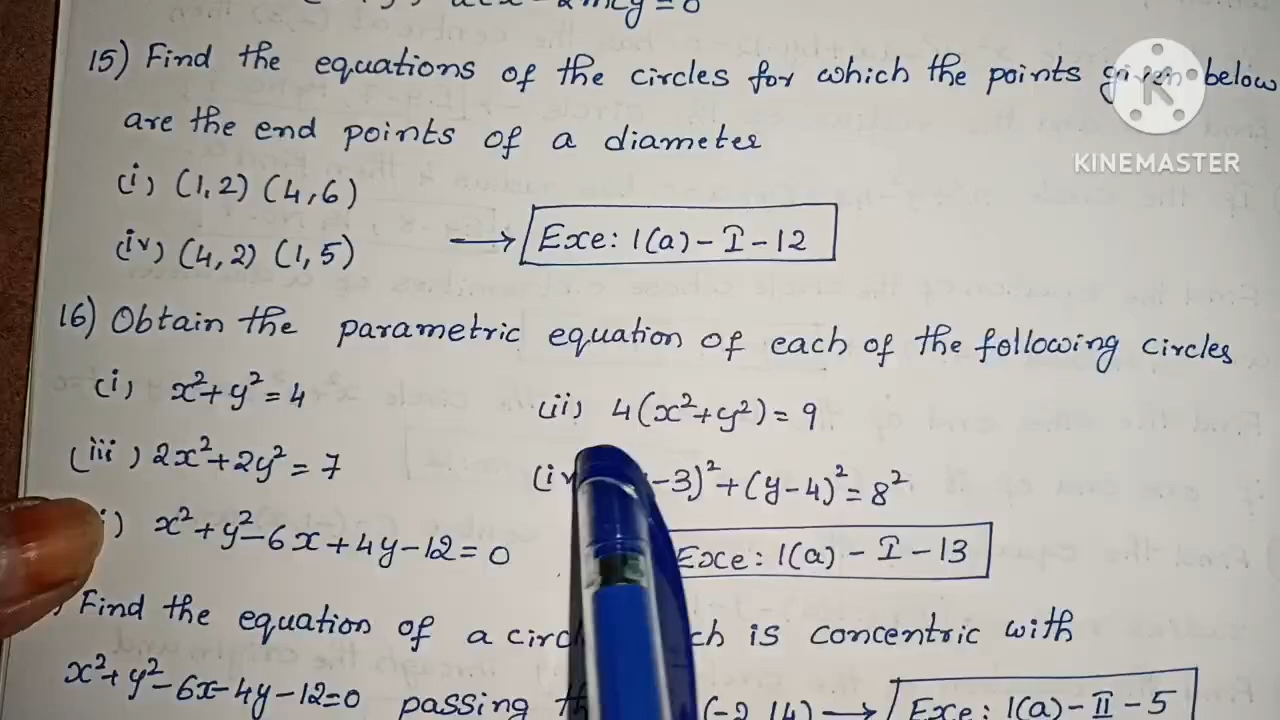 15) Find the equations of the circles for which the points given below
are the end points of a diameter
(i) (1,2) (4,6)
(iv) (4,2) (1,5) → Exe: 1(a) - I - 12
16) Obtain the parametric equation of each of the following circles
(i) x²+y²=4 (ii) 4(x²+y²)=9
(iii) 2x²+2y²=7 -3)²+(y-4)²=8²
x²+y²-6x+4y-12=0 Exe: 1(a) - I - 13
Find the equation of a is concentric with
x²+y²-6x-4y-12=0 passing (-2,14) → Exe: 1(a) - II - 5
KINEMASTER